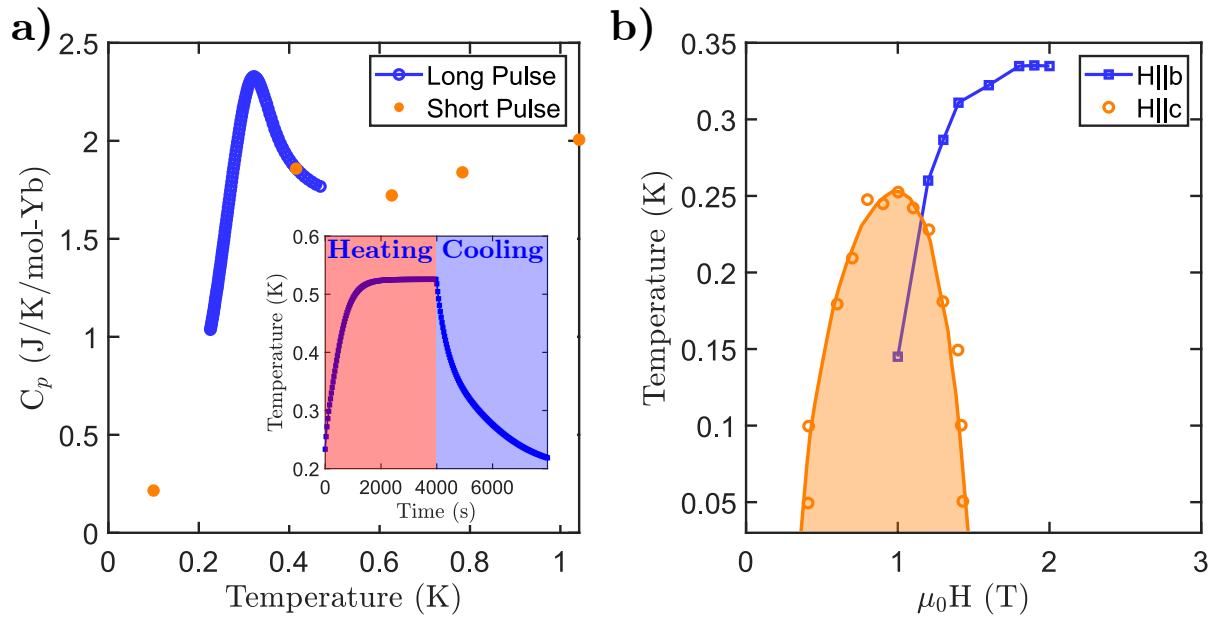 a)
C_p (J/K/mol-Yb)
2.5
2
1.5
1
0.5
0
Long Pulse
Short Pulse
Temperature (K)
0.6
0.5
0.4
0.3
0.2
Heating Cooling
0 2000 4000 6000
Time (s)
0 0.2 0.4 0.6 0.8 1
Temperature (K)
b)
Temperature (K)
0.35
0.3
0.25
0.2
0.15
0.1
0.05
H||b
H||c
0 1 2 3
μ₀H (T)